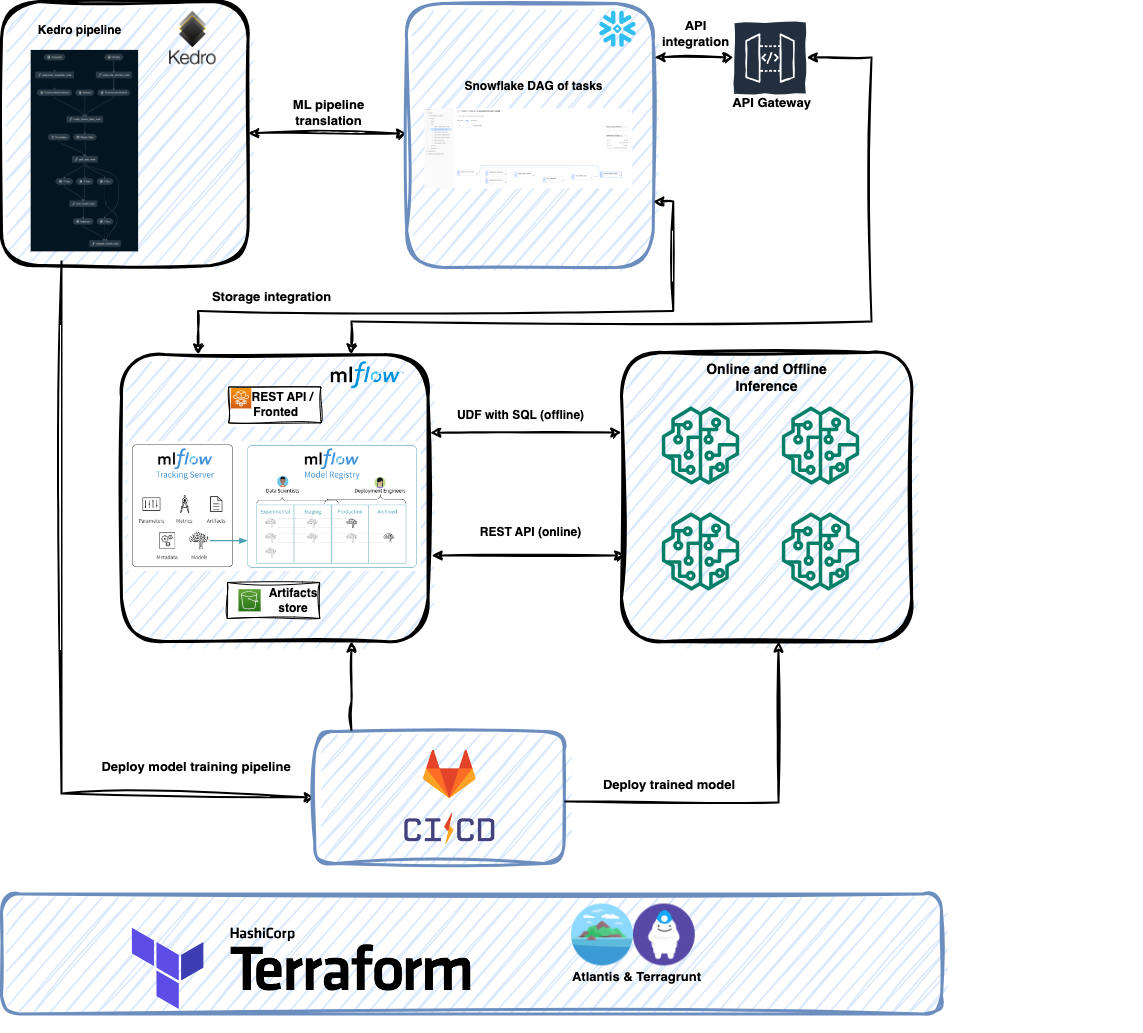 Kedro pipeline
Kedro
ML pipeline
translation
Snowflake DAG of tasks
API
integration
API Gateway
Storage integration
mlflow
REST API /
Fronted
mlflow
Tracking Server
Parameters
Metrics
Artifacts
Metadata
Models
mlflow
Model Registry
Data Scientists
Deployment Engineers
Experimental
Staging
Production
Archived
Artifacts
store
UDF with SQL (offline)
REST API (online)
Online and Offline
Inference
Deploy model training pipeline
CI/CD
Deploy trained model
HashiCorp
Terraform
Atlantis & Terragrunt